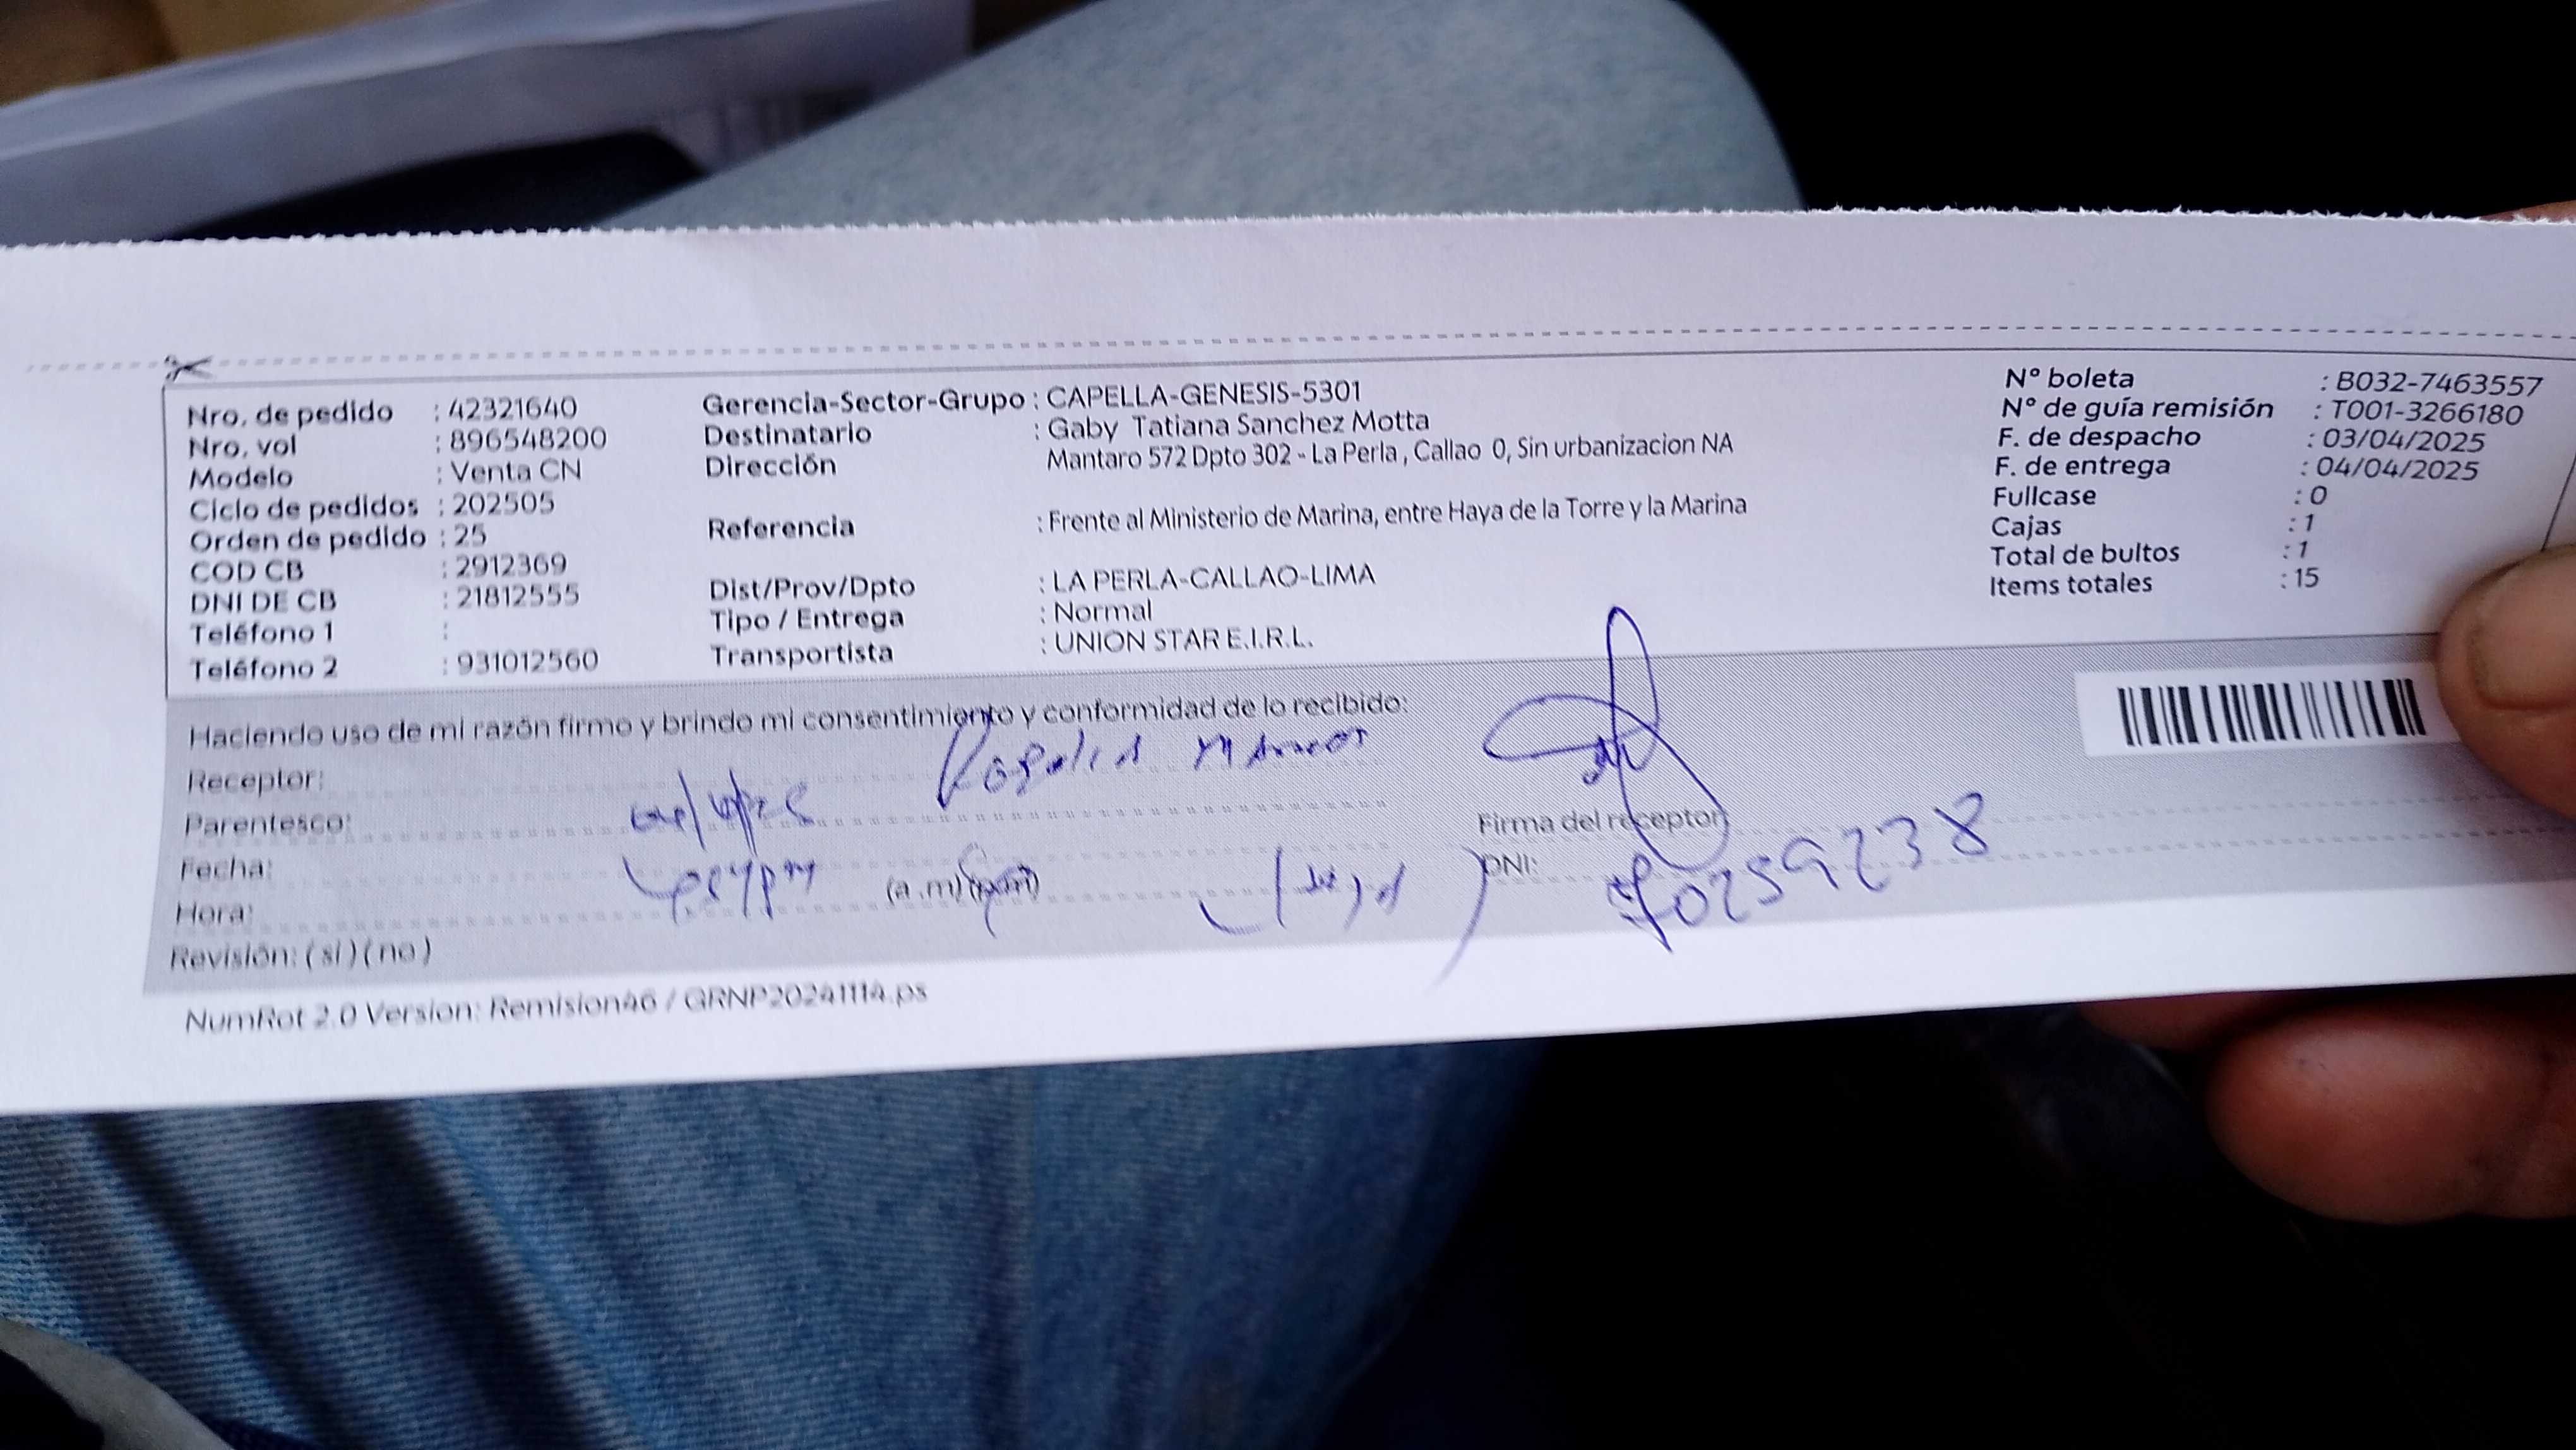 Nro. de pedido : 42321640
Nro. vol : 896548200
Modelo : Venta CN
Ciclo de pedidos : 202505
Orden de pedido : 25
COD CB : 2912369
DNI DE CB : 21812555
Teléfono 1 :
Teléfono 2 : 931012560
Gerencia-Sector-Grupo : CAPELLA-GENESIS-5301
Destinatario : Gaby Tatiana Sanchez Motta
Dirección Mantaro 572 Dpto 302 - La Perla , Callao 0, Sin urbanizacion NA
Referencia : Frente al Ministerio de Marina, entre Haya de la Torre y la Marina
Dist/Prov/Dpto : LA PERLA-CALLAO-LIMA
Tipo / Entrega : Normal
Transportista : UNION STAR E.I.R.L.
N° boleta : B032-7463557
N° de guía remisión : T001-3266180
F. de despacho : 03/04/2025
F. de entrega : 04/04/2025
Fullcase : 0
Cajas : 1
Total de bultos : 1
Items totales : 15
Haciendo uso de mi razón firmo y brindo mi consentimiento y conformidad de lo recibido:
Receptor:
Parentesco:
Fecha:
Hora: (a.m) (p.m)
Revisión: ( si ) ( no )
Firma del receptor
DNI: 40259238
NumRot 2.0 Version: Remision46 / GRNP20241114.ps